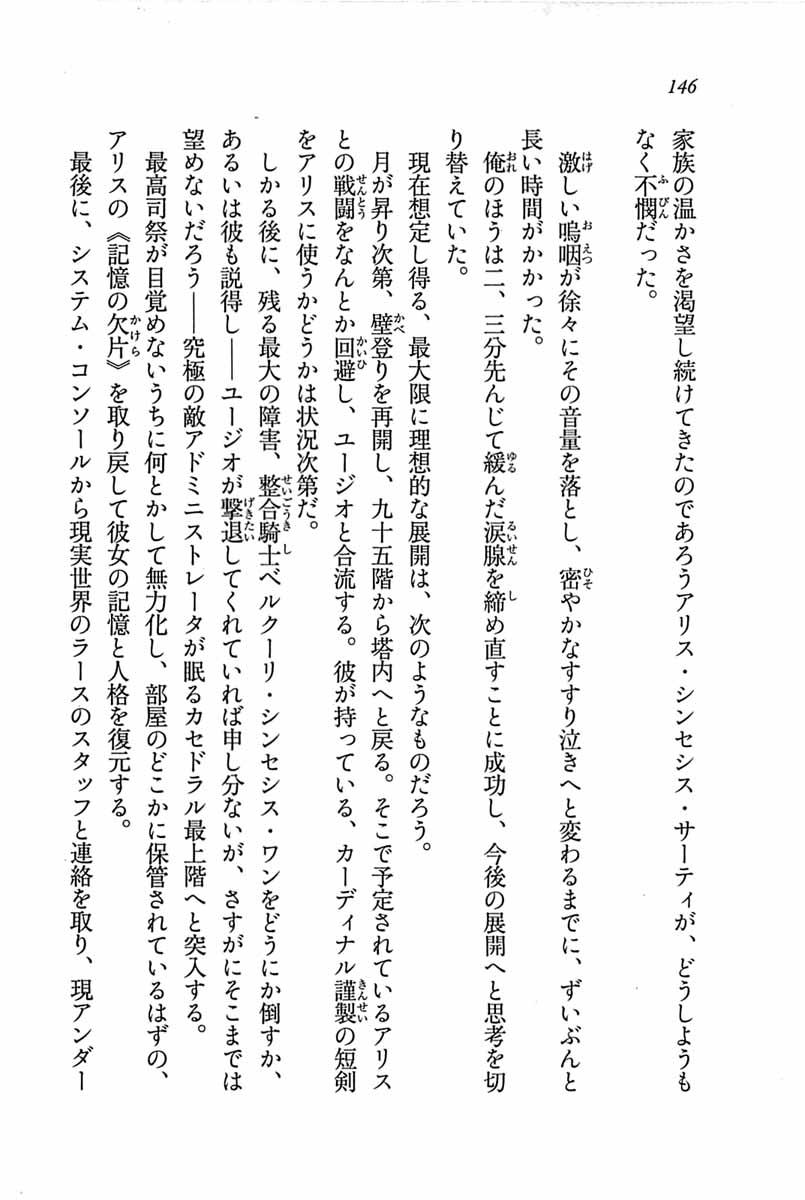 146
家族の温かさを渇望し続けてきたのであろうアリス・シンセシス・サーティが、どうしようも
なく不憫だった。
激しい嗚咽が徐々にその音量を落とし、密やかなすすり泣きへと変わるまでに、ずいぶんと
長い時間がかかった。
俺のほうは二、三分先んじて緩んだ涙腺を締め直すことに成功し、今後の展開へと思考を切
り替えていた。
現在想定し得る、最大限に理想的な展開は、次のようなものだろう。
月が昇り次第、壁登りを再開し、九十五階から塔内へと戻る。そこで予定されているアリス
との戦闘をなんとか回避し、ユージオと合流する。彼が持っている、カーディナル謹製の短剣
をアリスに使うかどうかは状況次第だ。
しかる後に、残る最大の障害、整合騎士ベルクーリ・シンセシス・ワンをどうにか倒すか、
あるいは彼も説得し――ユージオが撃退してくれていれば申し分ないが、さすがにそこまでは
望めないだろう――究極の敵アドミニストレータが眠るカセドラル最上階へと突入する。
最高司祭が目覚めないうちに何とかして無力化し、部屋のどこかに保管されているはずの、
アリスの《記憶の欠片》を取り戻して彼女の記憶と人格を復元する。
最後に、システム・コンソールから現実世界のラースのスタッフと連絡を取り、現アンダー